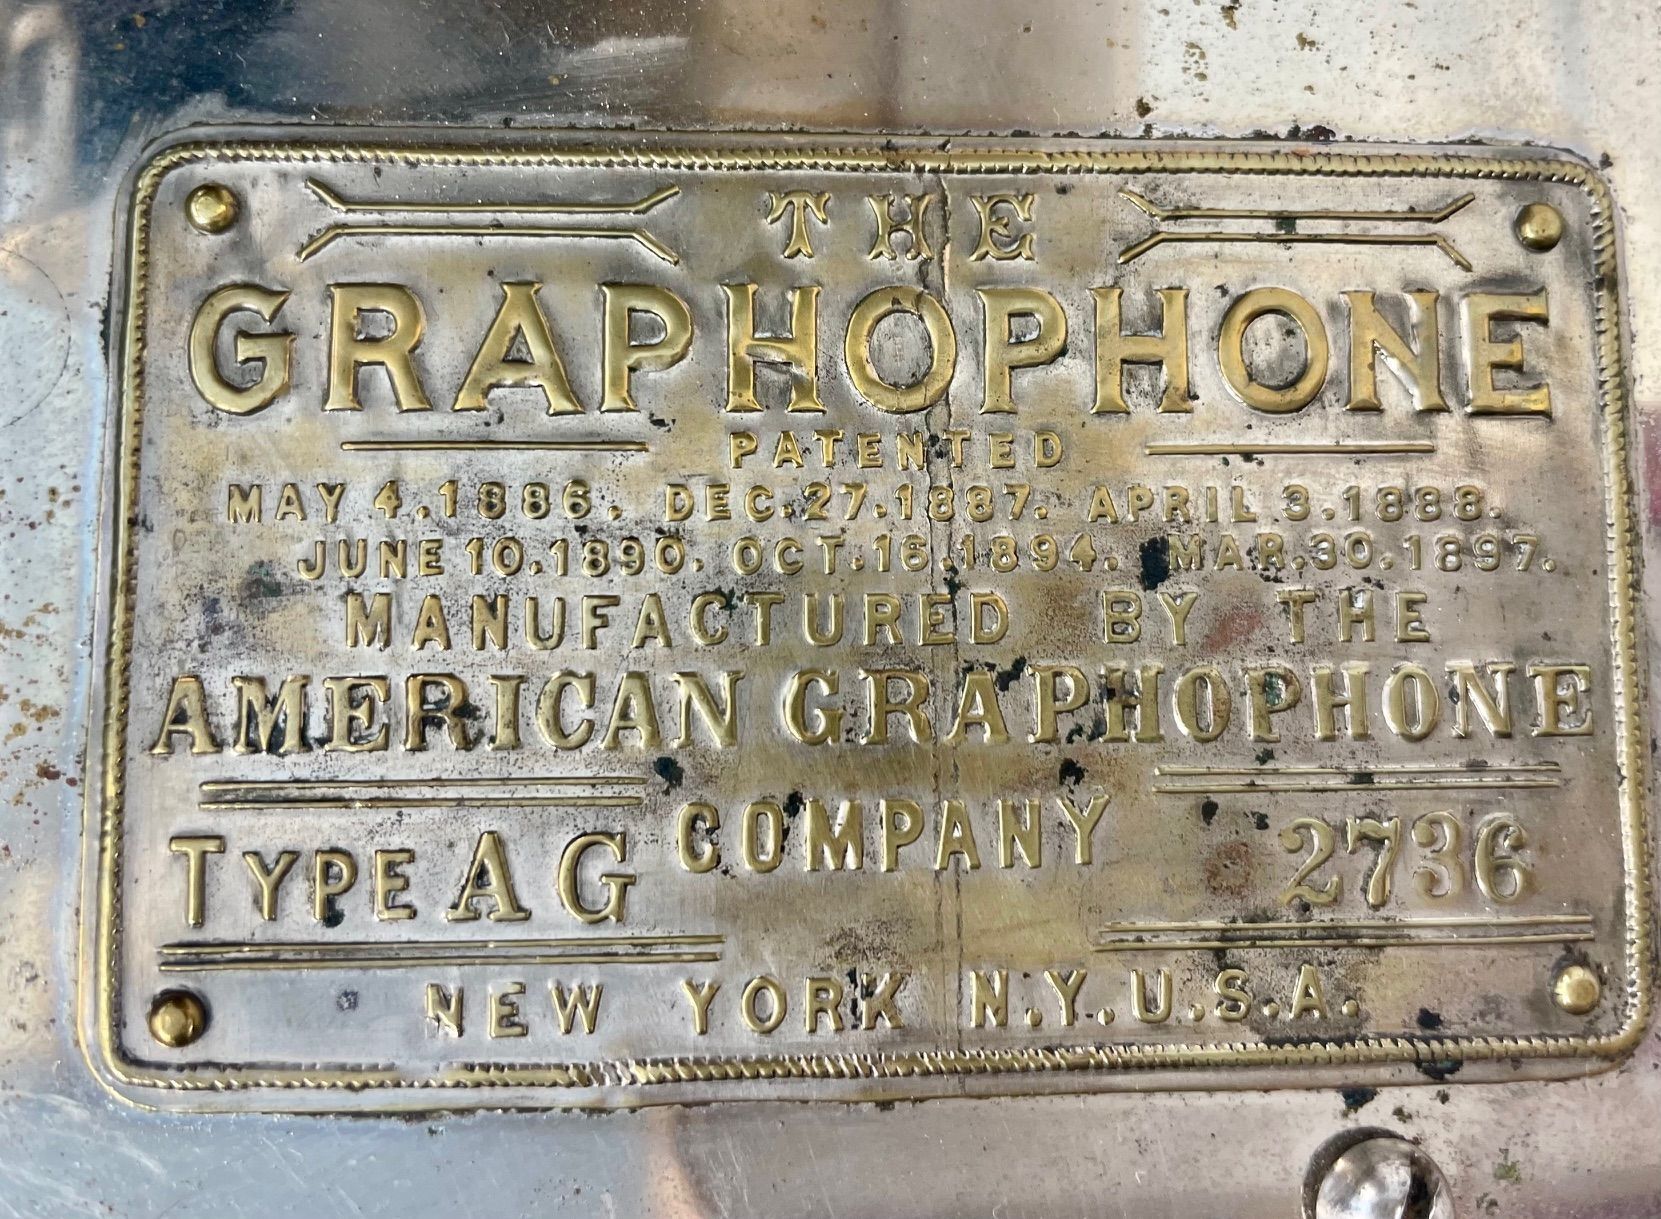 THE
GRAPHOPHONE
PATENTED
MAY 4.1886. DEC.27.1887. APRIL 3.1888.
JUNE 10.1890. OCT.16.1894. MAR.30.1897.
MANUFACTURED BY THE
AMERICAN GRAPHOPHONE
COMPANY
TYPE AG 2736
NEW YORK N.Y.U.S.A.